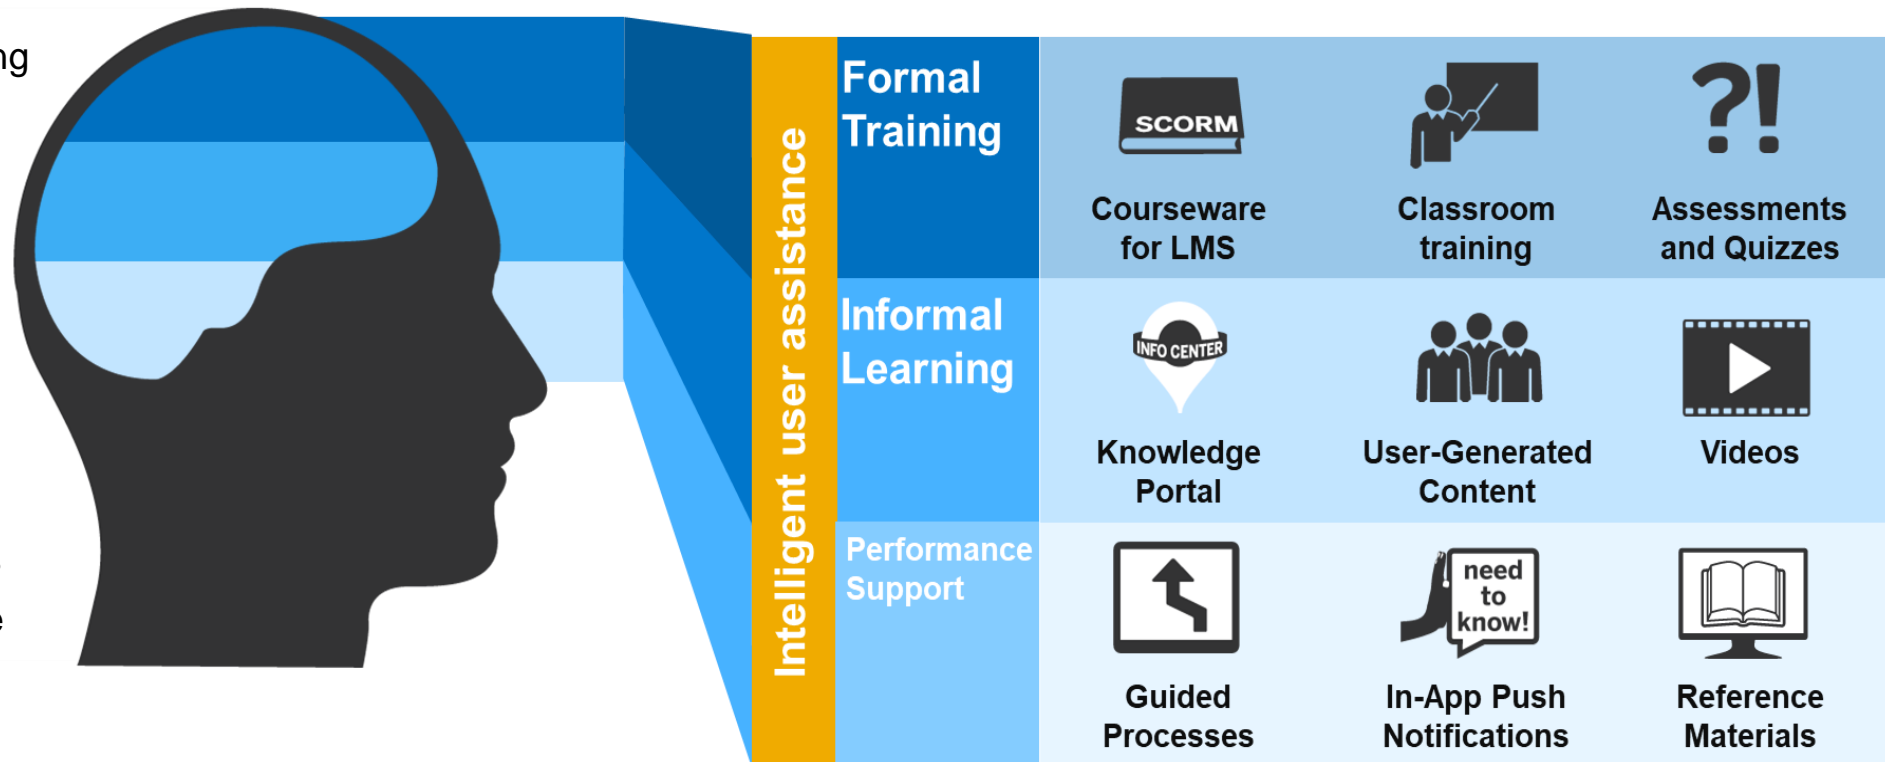 ng
e
Intelligent user assistance
Formal
Training
SCORM
Courseware
for LMS
Classroom
training
?!
Assessments
and Quizzes
Informal
Learning
INFO CENTER
Knowledge
Portal
User-Generated
Content
Videos
Performance
Support
Guided
Processes
need
to
know!
In-App Push
Notifications
Reference
Materials